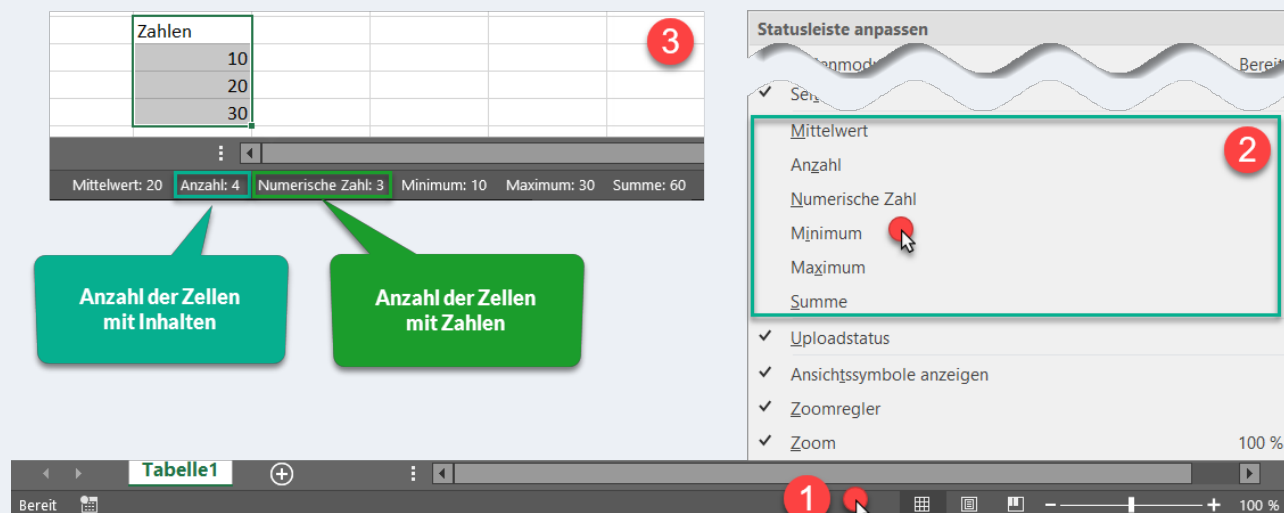 Zahlen
10
20
30
3
Mittelwert: 20 Anzahl: 4 Numerische Zahl: 3 Minimum: 10 Maximum: 30 Summe: 60
Anzahl der Zellen
mit Inhalten
Anzahl der Zellen
mit Zahlen
Statusleiste anpassen
Bereit
Mittelwert
2
Anzahl
Numerische Zahl
Minimum
Maximum
Summe
Uploadstatus
Ansichtssymbole anzeigen
Zoomregler
Zoom 100 %
Tabelle1
Bereit
1
100 %